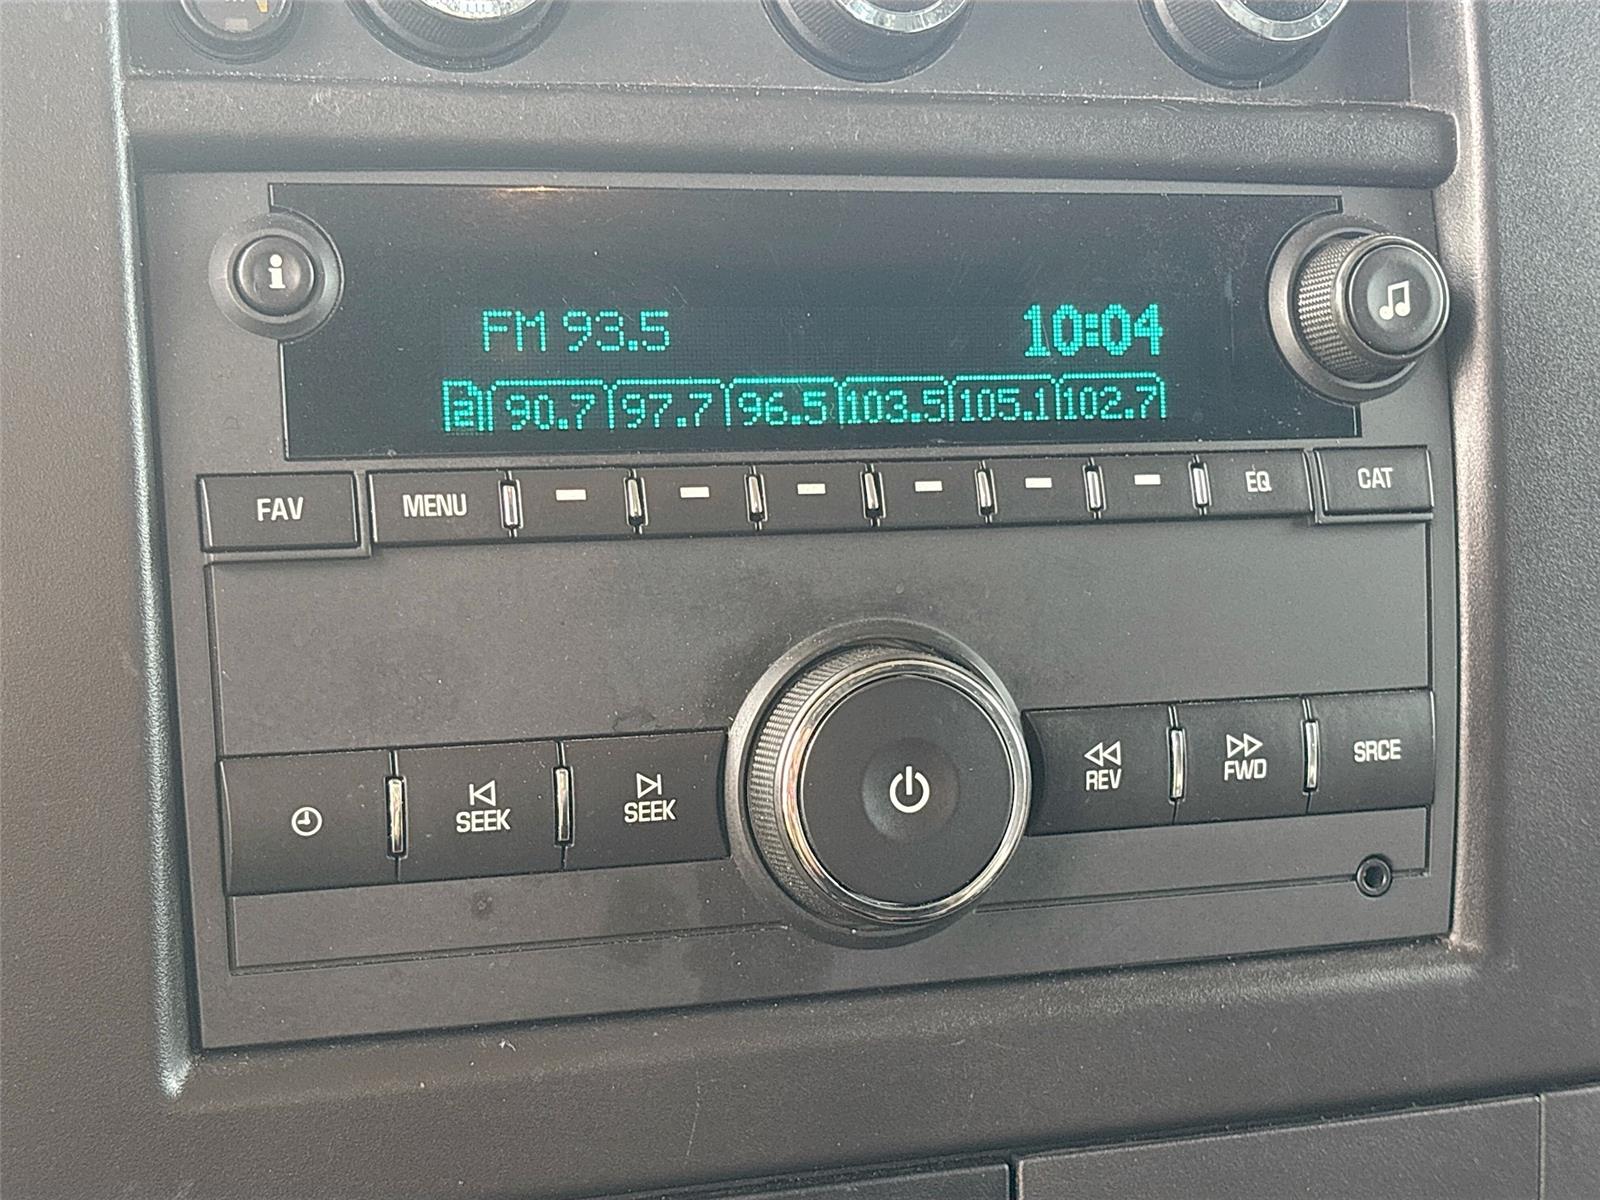 i
FM 93.5 10:04
2 90.7 97.7 96.5 103.5 105.1 102.7
FAV MENU EQ CAT
SEEK SEEK REV FWD SRCE